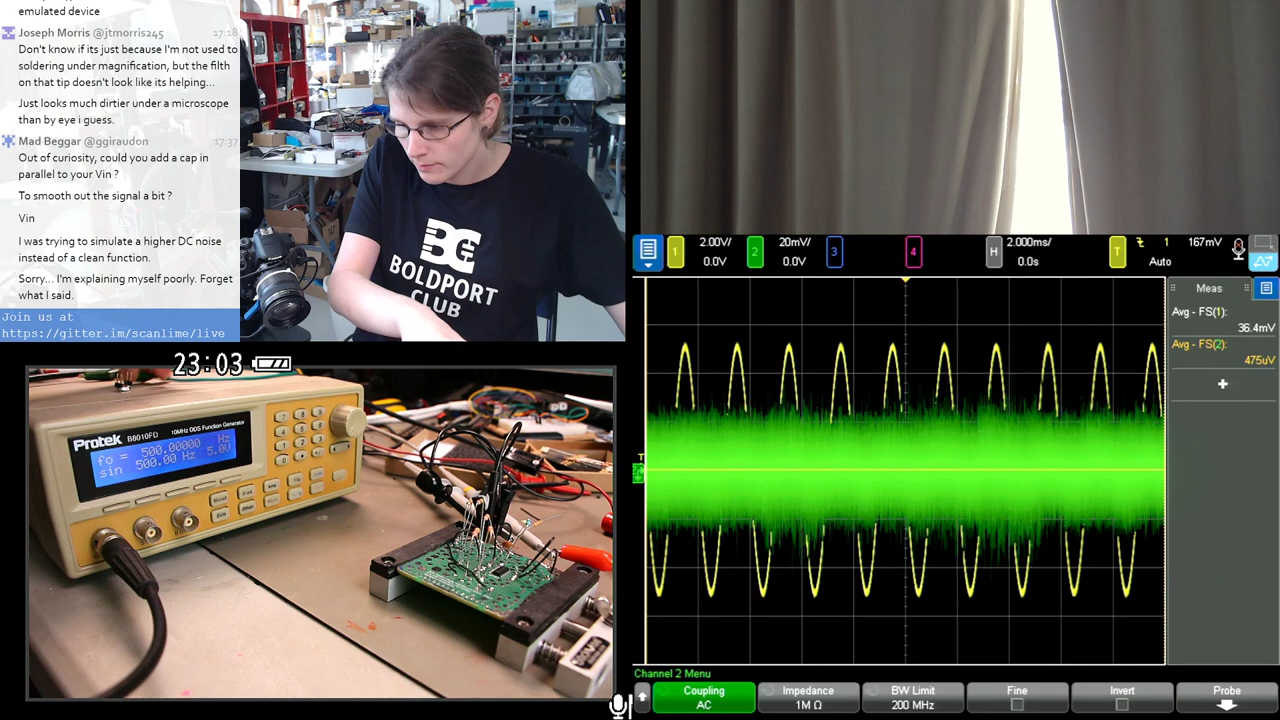 emulated device
Joseph Morris @jtmorris245 17:18
Don't know if its just because I'm not used to
soldering under magnification, but the filth
on that tip doesn't look like its helping...
Just looks much dirtier under a microscope
than by eye i guess.
Mad Beggar @ggiraudon 17:37
Out of curiosity, could you add a cap in
parallel to your Vin ?
To smooth out the signal a bit ?
Vin
I was trying to simulate a higher DC noise
instead of a clean function.
Sorry... I'm explaining myself poorly. Forget
what I said.
Join us at
https://gitter.im/scanlime/live
BG
BOLDPORT
CLUB
23:03
Protek B8010FD 10MHz DDS Function Generator
fo = 500.00000 Hz
sin 500.00 Hz 5.0V
1 2.00V/ 2 20mV/ 3 4 H 2.000ms/ T 1 167mV
0.0V 0.0V 0.0s Auto
Meas
Avg - FS(1):
36.4mV
Avg - FS(2):
475uV
T
Channel 2 Menu
Coupling
AC
Impedance
1M Ω
BW Limit
200 MHz
Fine
Invert
Probe